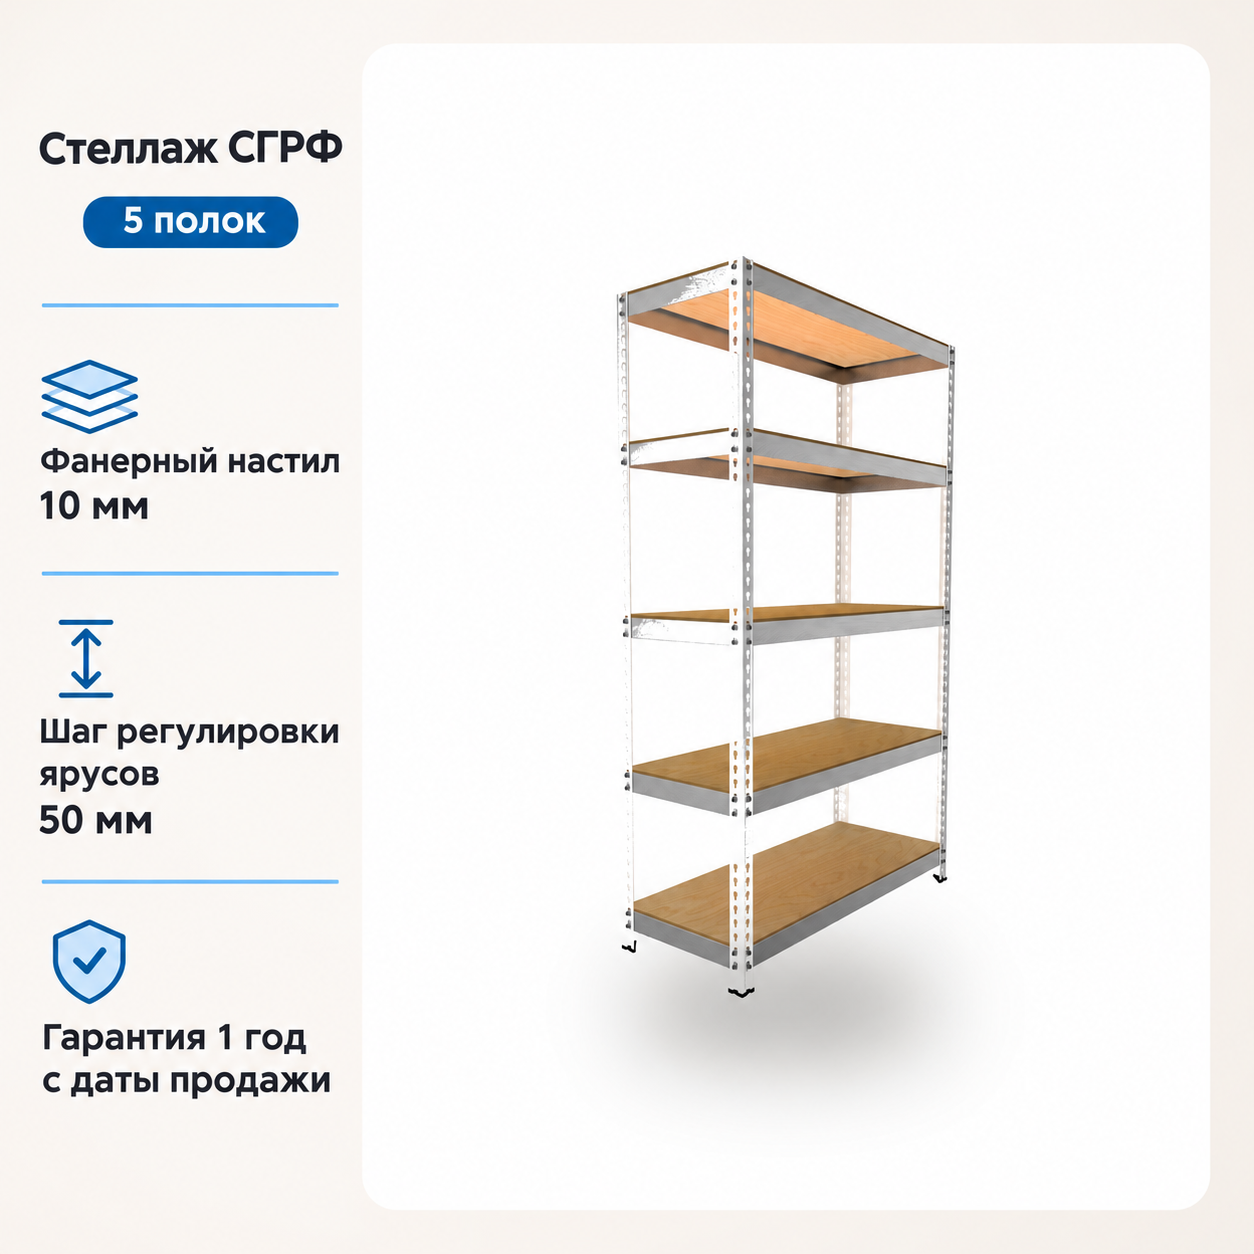 Стеллаж СГРФ
5 полок
Фанерный настил
10 мм
Шаг регулировки
ярусов
50 мм
Гарантия 1 год
с даты продажи